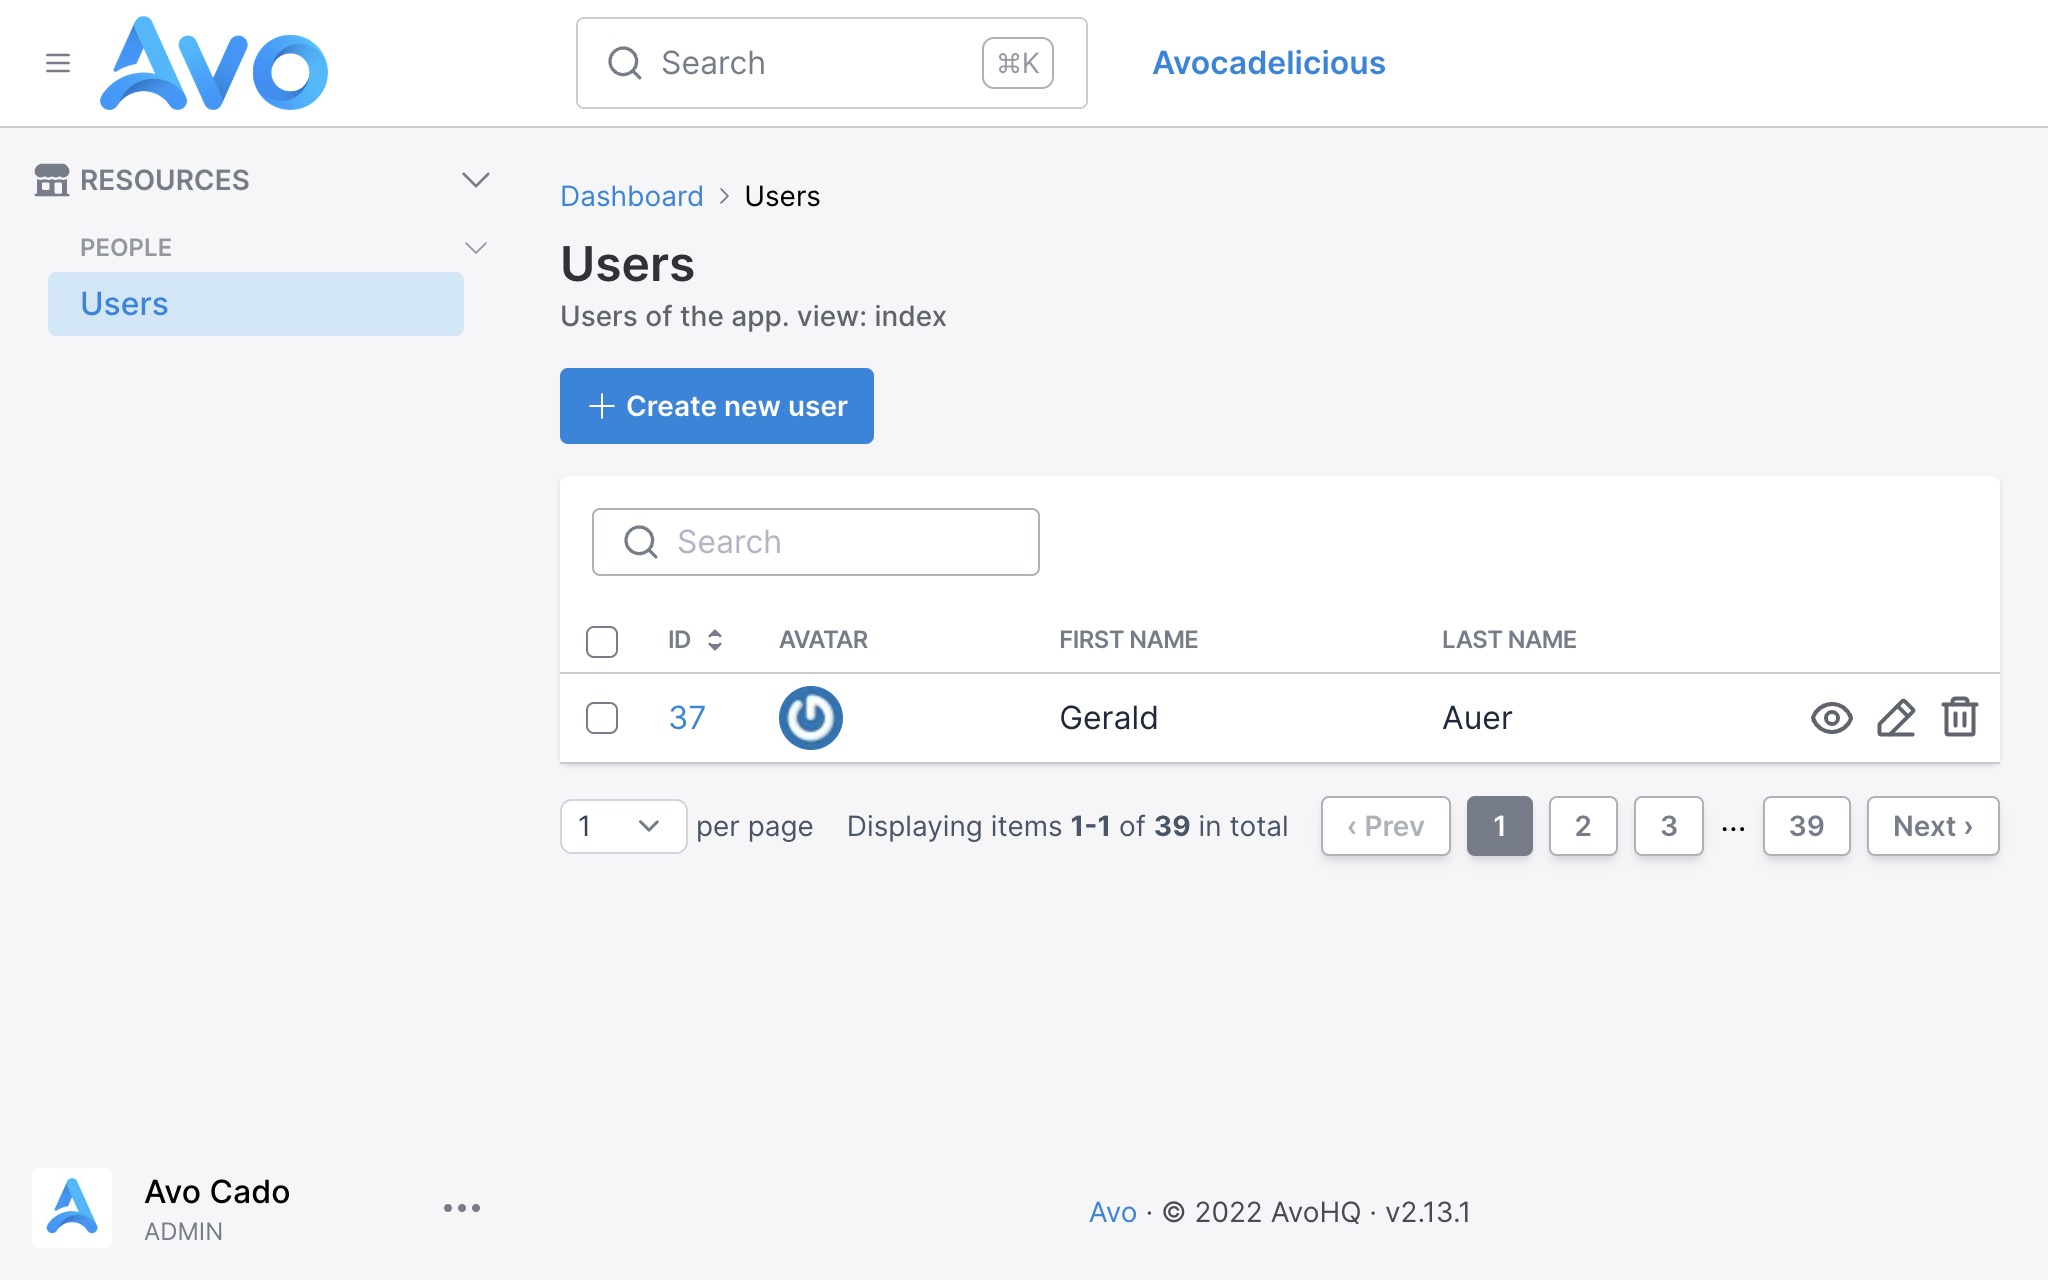 Avo
Search ⌘K
Avocadelicious
RESOURCES
PEOPLE
Users
Dashboard > Users
Users
Users of the app. view: index
+ Create new user
Search
ID AVATAR FIRST NAME LAST NAME
37 Gerald Auer
1 per page Displaying items 1-1 of 39 in total ‹ Prev 1 2 3 ... 39 Next ›
Avo Cado
ADMIN
Avo · © 2022 AvoHQ · v2.13.1